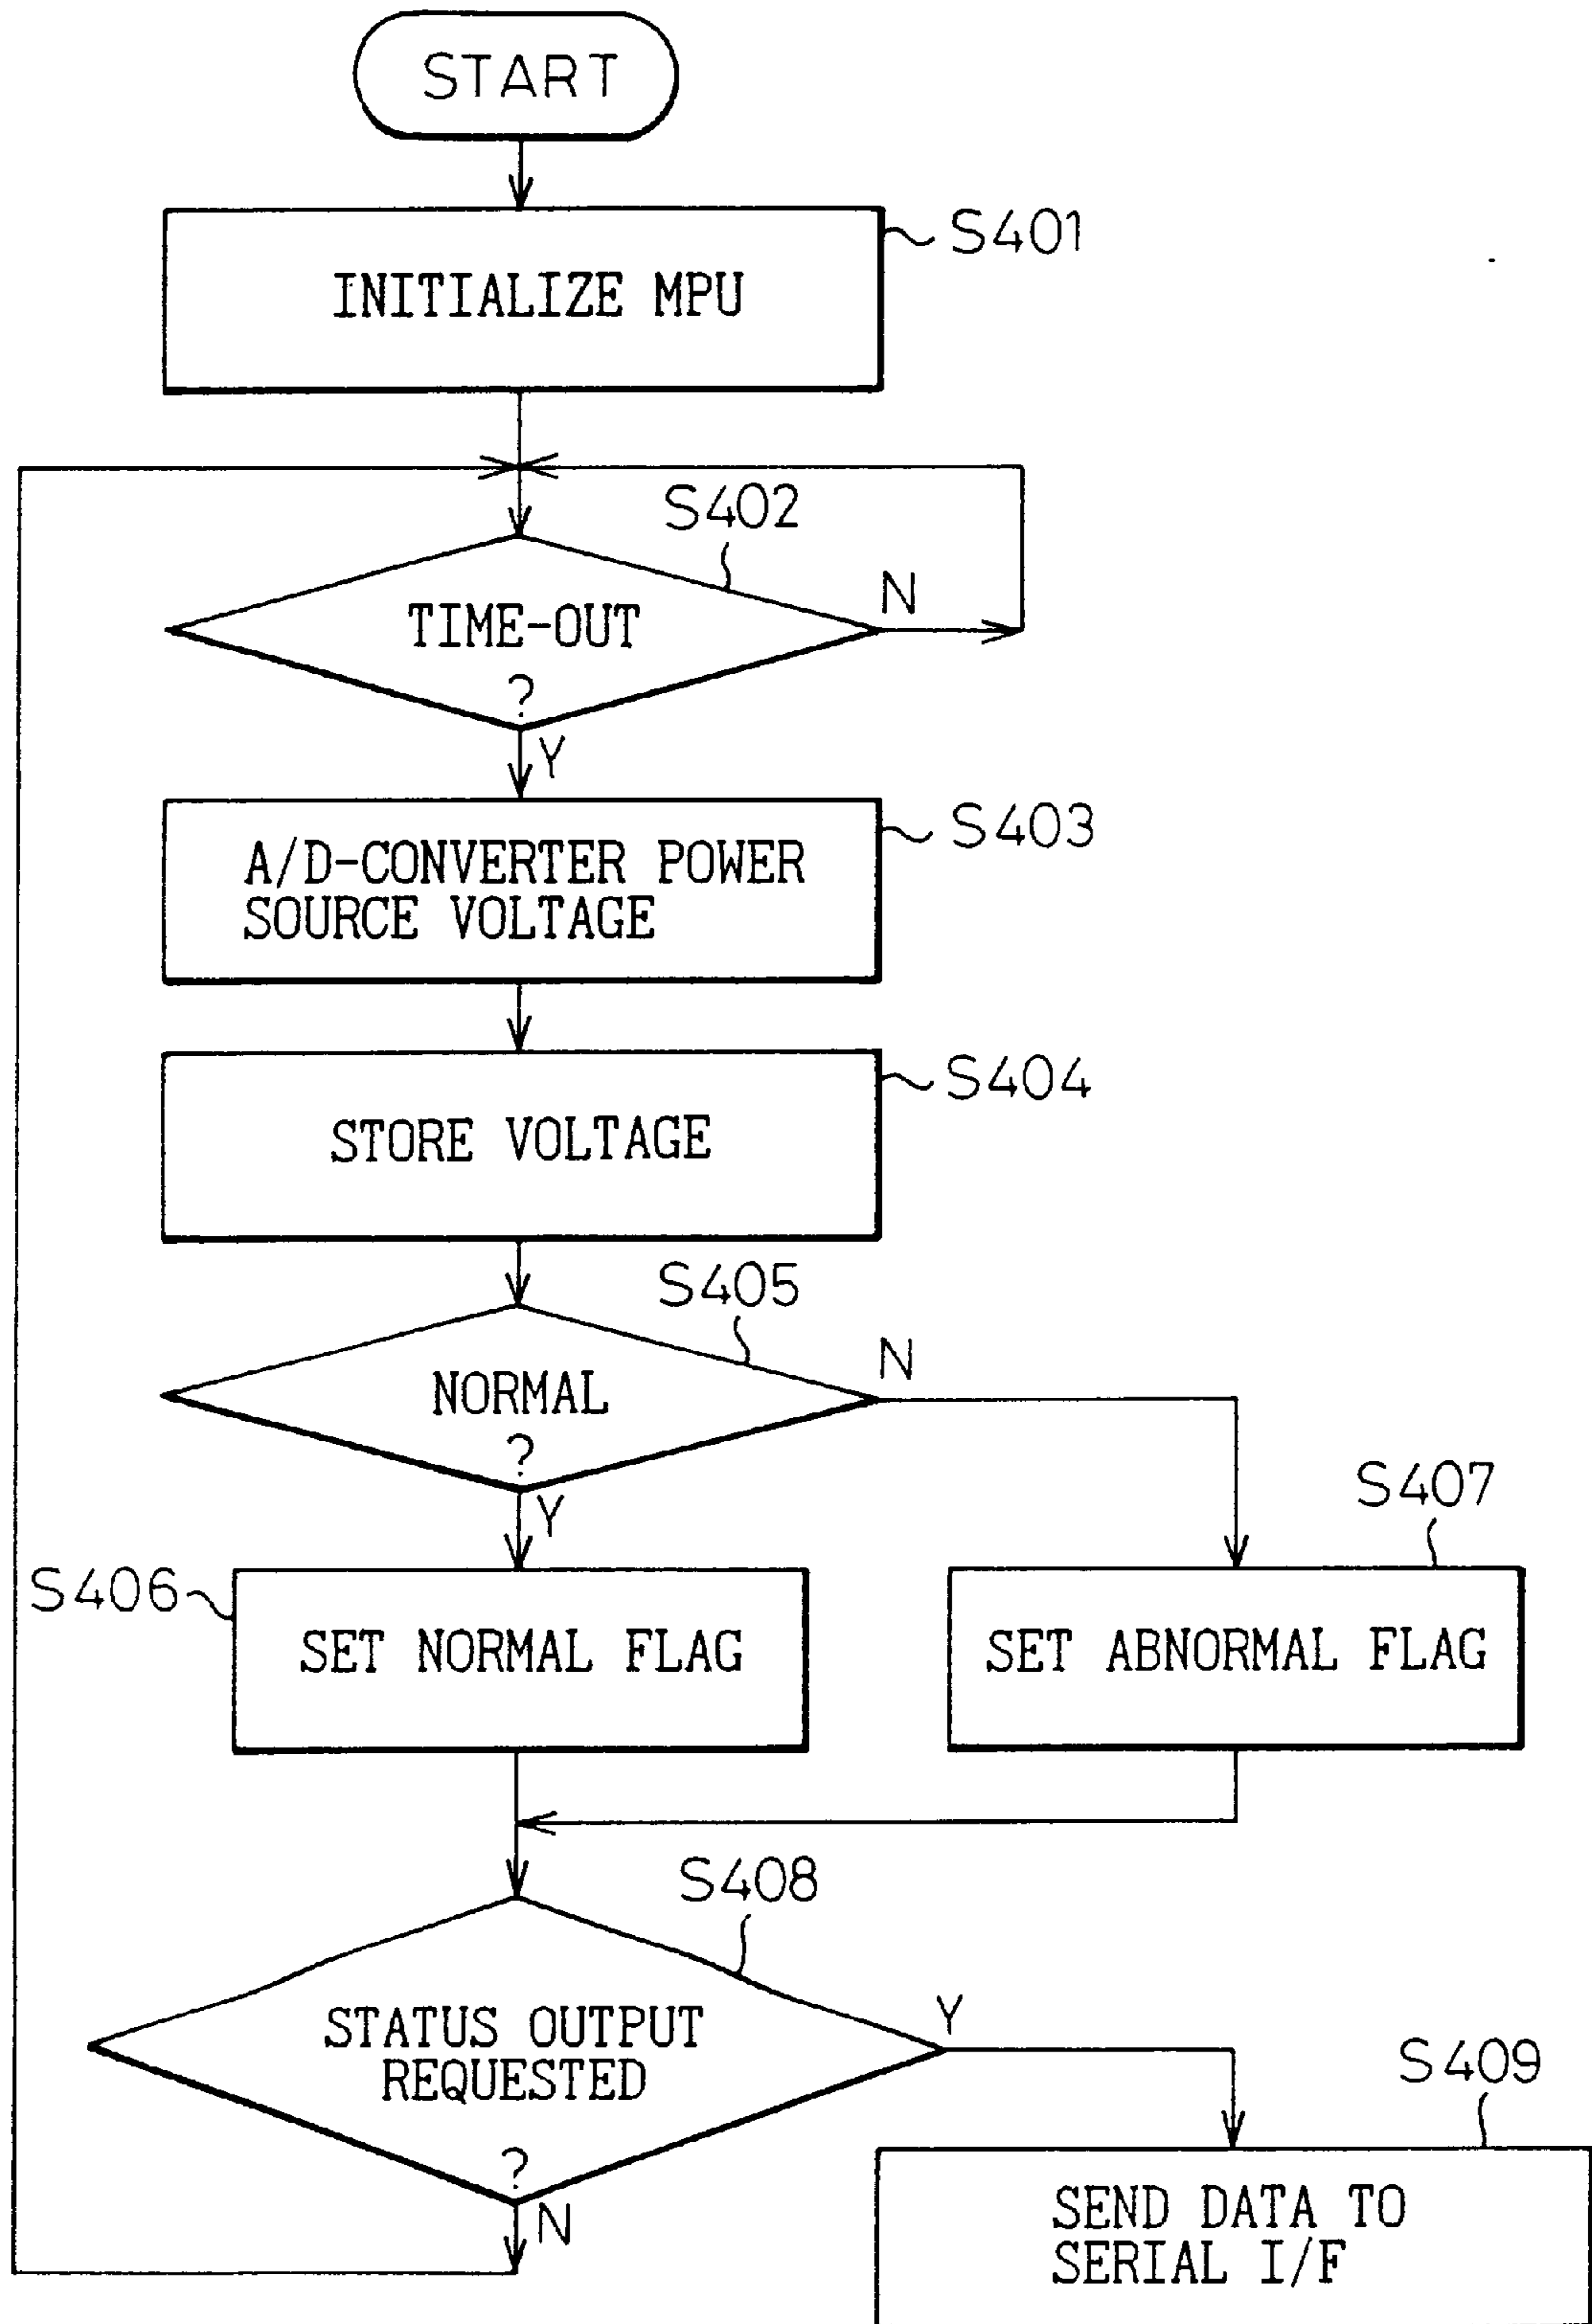 START
S401
INITIALIZE MPU
S402
N
TIME-OUT
?
Y
S403
A/D-CONVERTER POWER
SOURCE VOLTAGE
S404
STORE VOLTAGE
S405
N
NORMAL
?
Y
S407
S406
SET NORMAL FLAG
SET ABNORMAL FLAG
S408
Y
STATUS OUTPUT
REQUESTED
?
N
S409
SEND DATA TO
SERIAL I/F